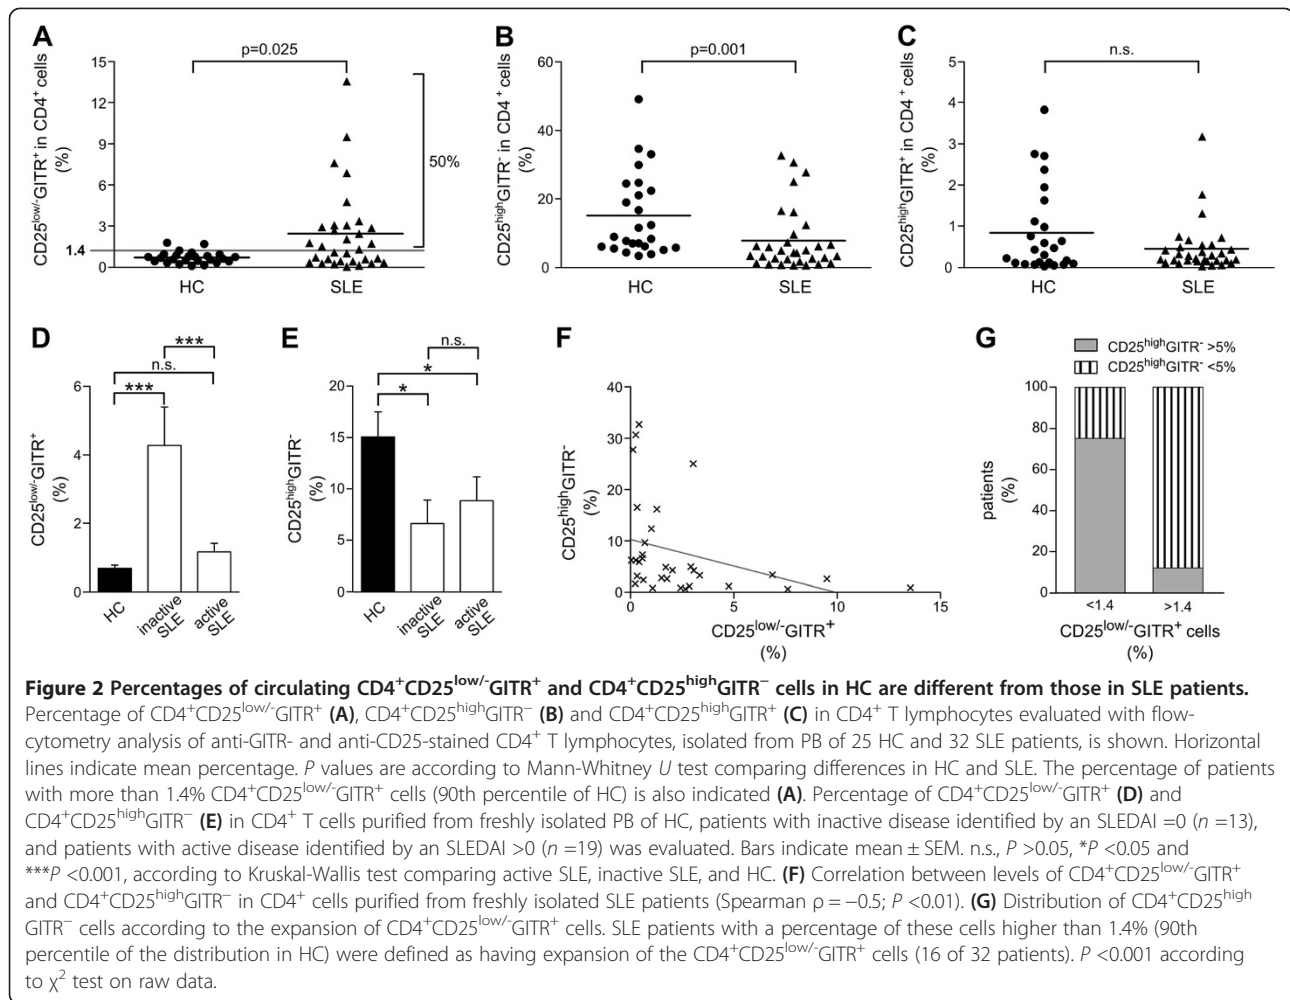 A
B
C
p=0.025
p=0.001
n.s.
CD25low/-GITR+ in CD4+ cells
(%)
15
12
9
6
3
1.4
0
50%
HC
SLE
CD25highGITR- in CD4+ cells
(%)
60
40
20
0
HC
SLE
CD25highGITR+ in CD4+ cells
(%)
5
4
3
2
1
0
HC
SLE
D
E
F
G
***
n.s.
***
CD25low/-GITR+
(%)
6
4
2
0
HC
inactive
SLE
active
SLE
n.s.
*
*
CD25highGITR-
(%)
20
15
10
5
0
HC
inactive
SLE
active
SLE
CD25highGITR-
(%)
40
30
20
10
0
0
5
10
15
CD25low/-GITR+
(%)
CD25highGITR- >5%
CD25highGITR- <5%
patients
(%)
100
80
60
40
20
0
<1.4
>1.4
CD25low/-GITR+ cells
(%)
Figure 2 Percentages of circulating CD4+CD25low/-GITR+ and CD4+CD25highGITR− cells in HC are different from those in SLE patients.
Percentage of CD4+CD25low/-GITR+ (A), CD4+CD25highGITR− (B) and CD4+CD25highGITR+ (C) in CD4+ T lymphocytes evaluated with flow-
cytometry analysis of anti-GITR- and anti-CD25-stained CD4+ T lymphocytes, isolated from PB of 25 HC and 32 SLE patients, is shown. Horizontal
lines indicate mean percentage. P values are according to Mann-Whitney U test comparing differences in HC and SLE. The percentage of patients
with more than 1.4% CD4+CD25low/-GITR+ cells (90th percentile of HC) is also indicated (A). Percentage of CD4+CD25low/-GITR+ (D) and
CD4+CD25highGITR− (E) in CD4+ T cells purified from freshly isolated PB of HC, patients with inactive disease identified by an SLEDAI =0 (n =13),
and patients with active disease identified by an SLEDAI >0 (n =19) was evaluated. Bars indicate mean ± SEM. n.s., P >0.05, *P <0.05 and
***P <0.001, according to Kruskal-Wallis test comparing active SLE, inactive SLE, and HC. (F) Correlation between levels of CD4+CD25low/-GITR+
and CD4+CD25highGITR− in CD4+ cells purified from freshly isolated SLE patients (Spearman ρ = −0.5; P <0.01). (G) Distribution of CD4+CD25high
GITR− cells according to the expansion of CD4+CD25low/-GITR+ cells. SLE patients with a percentage of these cells higher than 1.4% (90th
percentile of the distribution in HC) were defined as having expansion of the CD4+CD25low/-GITR+ cells (16 of 32 patients). P <0.001 according
to χ2 test on raw data.